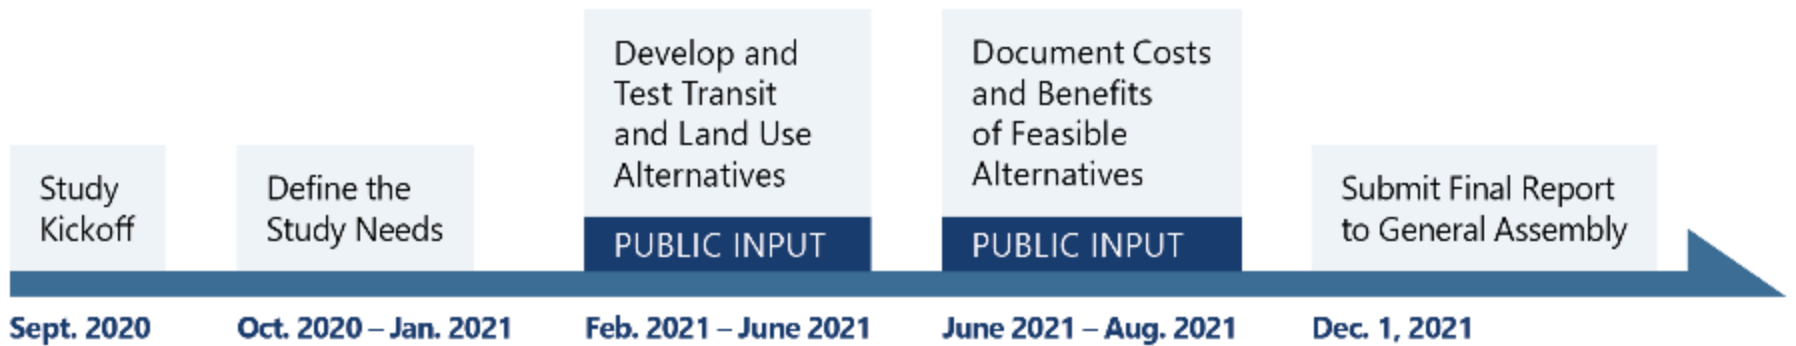 Study
Kickoff
Define the
Study Needs
Develop and
Test Transit
and Land Use
Alternatives
PUBLIC INPUT
Document Costs
and Benefits
of Feasible
Alternatives
PUBLIC INPUT
Submit Final Report
to General Assembly
Sept. 2020
Oct. 2020 – Jan. 2021
Feb. 2021 – June 2021
June 2021 – Aug. 2021
Dec. 1, 2021